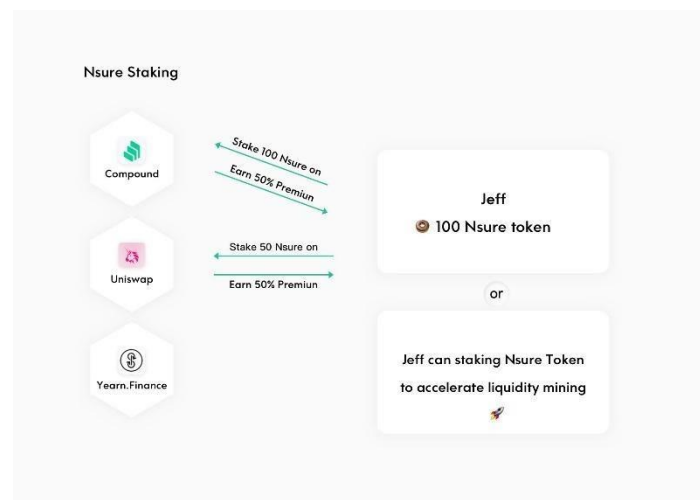 Nsure Staking
Compound
Stake 100 Nsure on
Earn 50% Premiun
Jeff
100 Nsure token
Uniswap
Stake 50 Nsure on
Earn 50% Premiun
or
Yearn.Finance
Jeff can staking Nsure Token
to accelerate liquidity mining